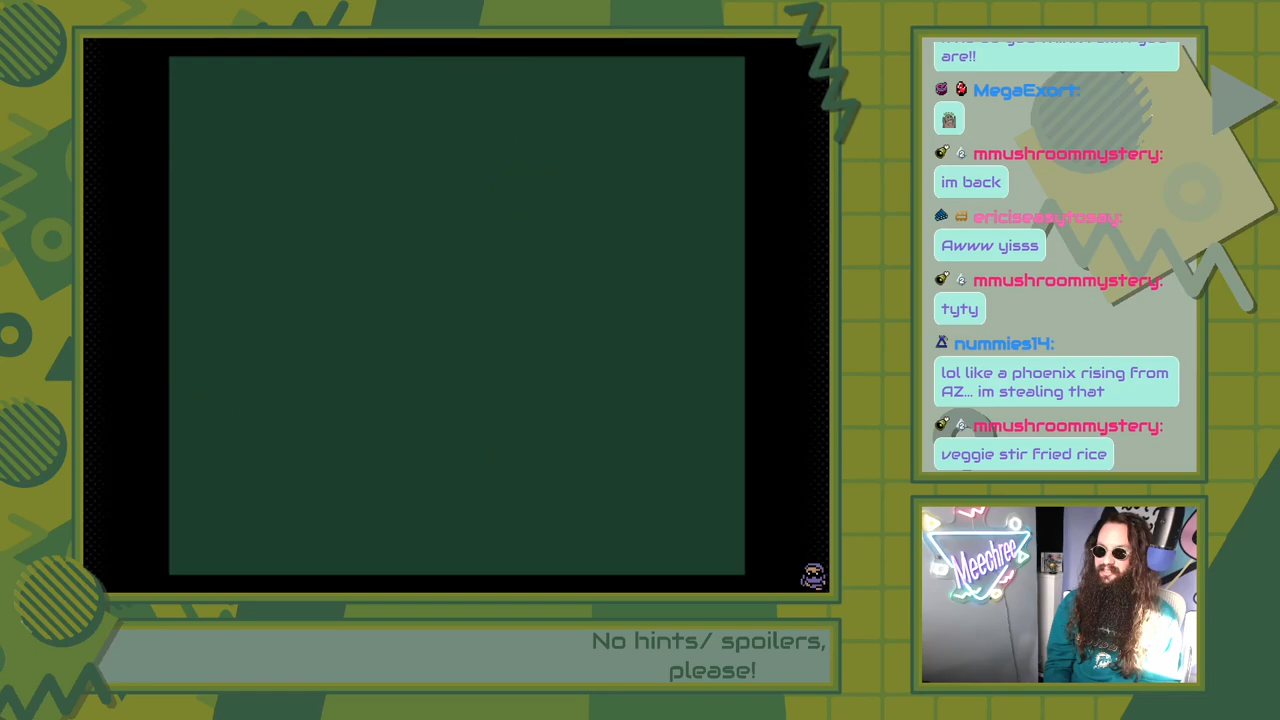 are!!
MegaExort:
mmushroommystery:
im back
ericiseasytosay:
Awww yisss
mmushroommystery:
tyty
nummies14:
lol like a phoenix rising from
AZ... im stealing that
mmushroommystery:
veggie stir fried rice
Meechree
No hints/ spoilers,
please!